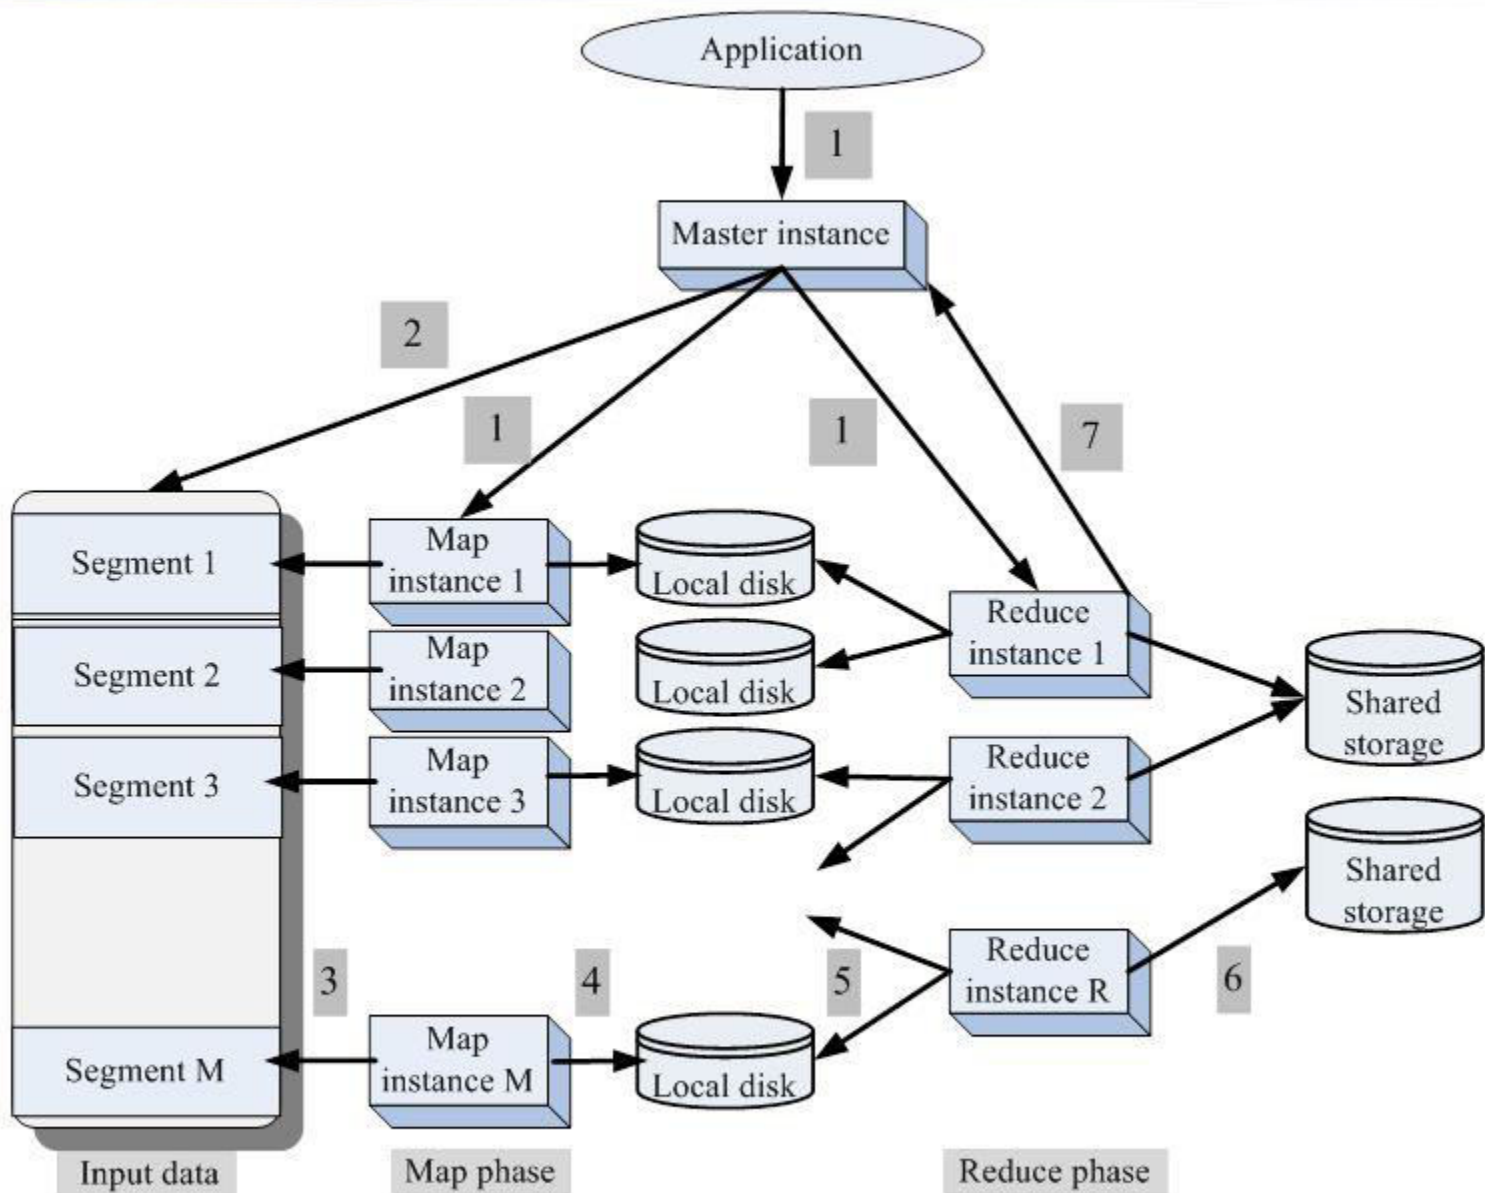 Application
1
Master instance
2
1
1
7
Segment 1
Map
instance 1
Local disk
Reduce
instance 1
Segment 2
Map
instance 2
Local disk
Shared
storage
Segment 3
Map
instance 3
Local disk
Reduce
instance 2
Shared
storage
3
4
5
Reduce
instance R
6
Segment M
Map
instance M
Local disk
Input data
Map phase
Reduce phase